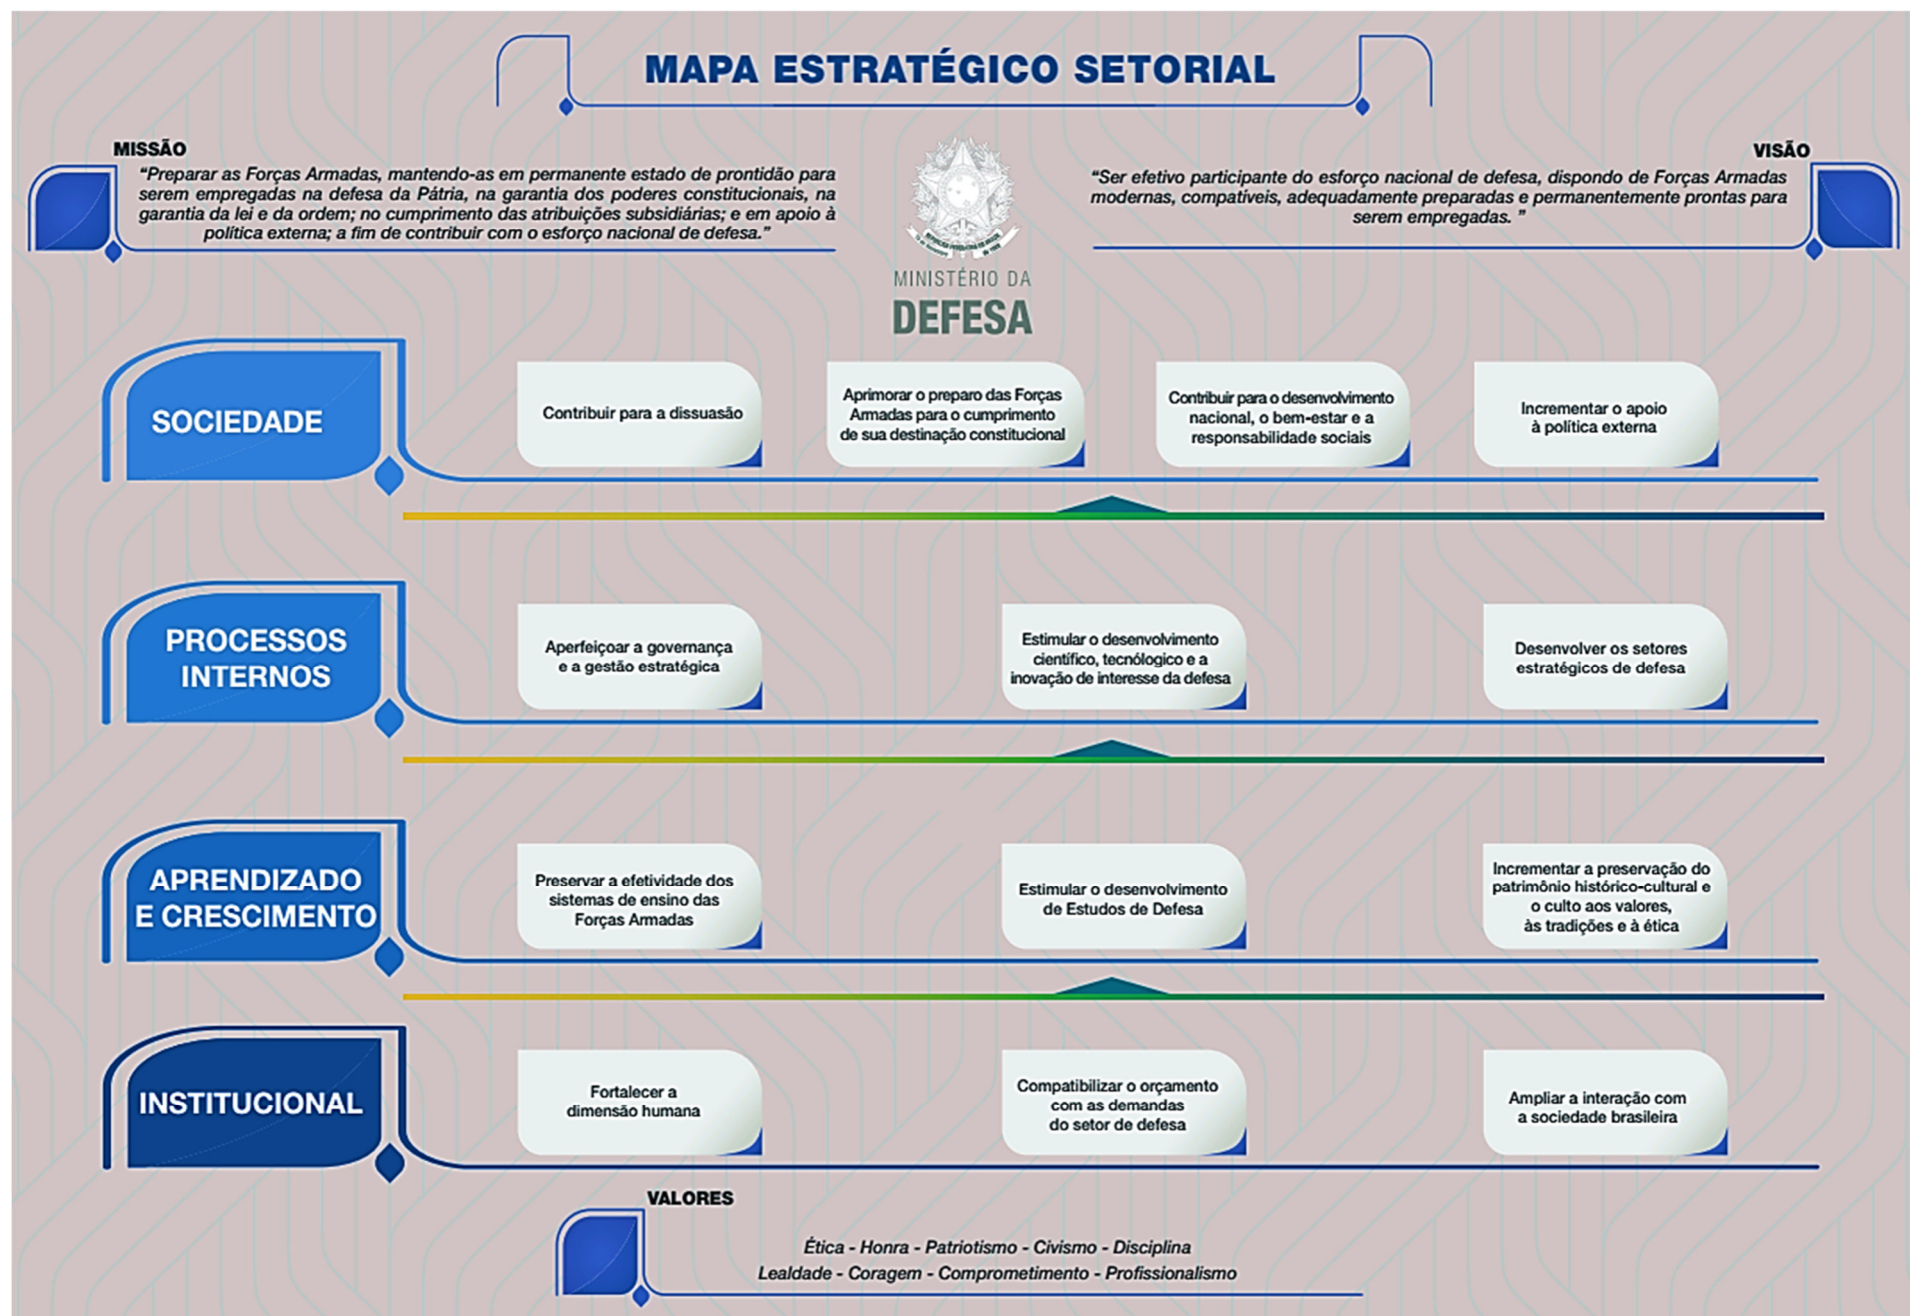 MAPA ESTRATÉGICO SETORIAL
MISSÃO
“Preparar as Forças Armadas, mantendo-as em permanente estado de prontidão para
serem empregadas na defesa da Pátria, na garantia dos poderes constitucionais, na
garantia da lei e da ordem; no cumprimento das atribuições subsidiárias; e em apoio à
política externa; a fim de contribuir com o esforço nacional de defesa.”
VISÃO
“Ser efetivo participante do esforço nacional de defesa, dispondo de Forças Armadas
modernas, compatíveis, adequadamente preparadas e permanentemente prontas para
serem empregadas. ”
MINISTÉRIO DA
DEFESA
SOCIEDADE
Contribuir para a dissuasão
Aprimorar o preparo das Forças
Armadas para o cumprimento
de sua destinação constitucional
Contribuir para o desenvolvimento
nacional, o bem-estar e a
responsabilidade sociais
Incrementar o apoio
à política externa
PROCESSOS
INTERNOS
Aperfeiçoar a governança
e a gestão estratégica
Estimular o desenvolvimento
científico, tecnólogico e a
inovação de interesse da defesa
Desenvolver os setores
estratégicos de defesa
APRENDIZADO
E CRESCIMENTO
Preservar a efetividade dos
sistemas de ensino das
Forças Armadas
Estimular o desenvolvimento
de Estudos de Defesa
Incrementar a preservação do
patrimônio histórico-cultural e
o culto aos valores,
às tradições e à ética
INSTITUCIONAL
Fortalecer a
dimensão humana
Compatibilizar o orçamento
com as demandas
do setor de defesa
Ampliar a interação com
a sociedade brasileira
VALORES
Ética - Honra - Patriotismo - Civismo - Disciplina
Lealdade - Coragem - Comprometimento - Profissionalismo